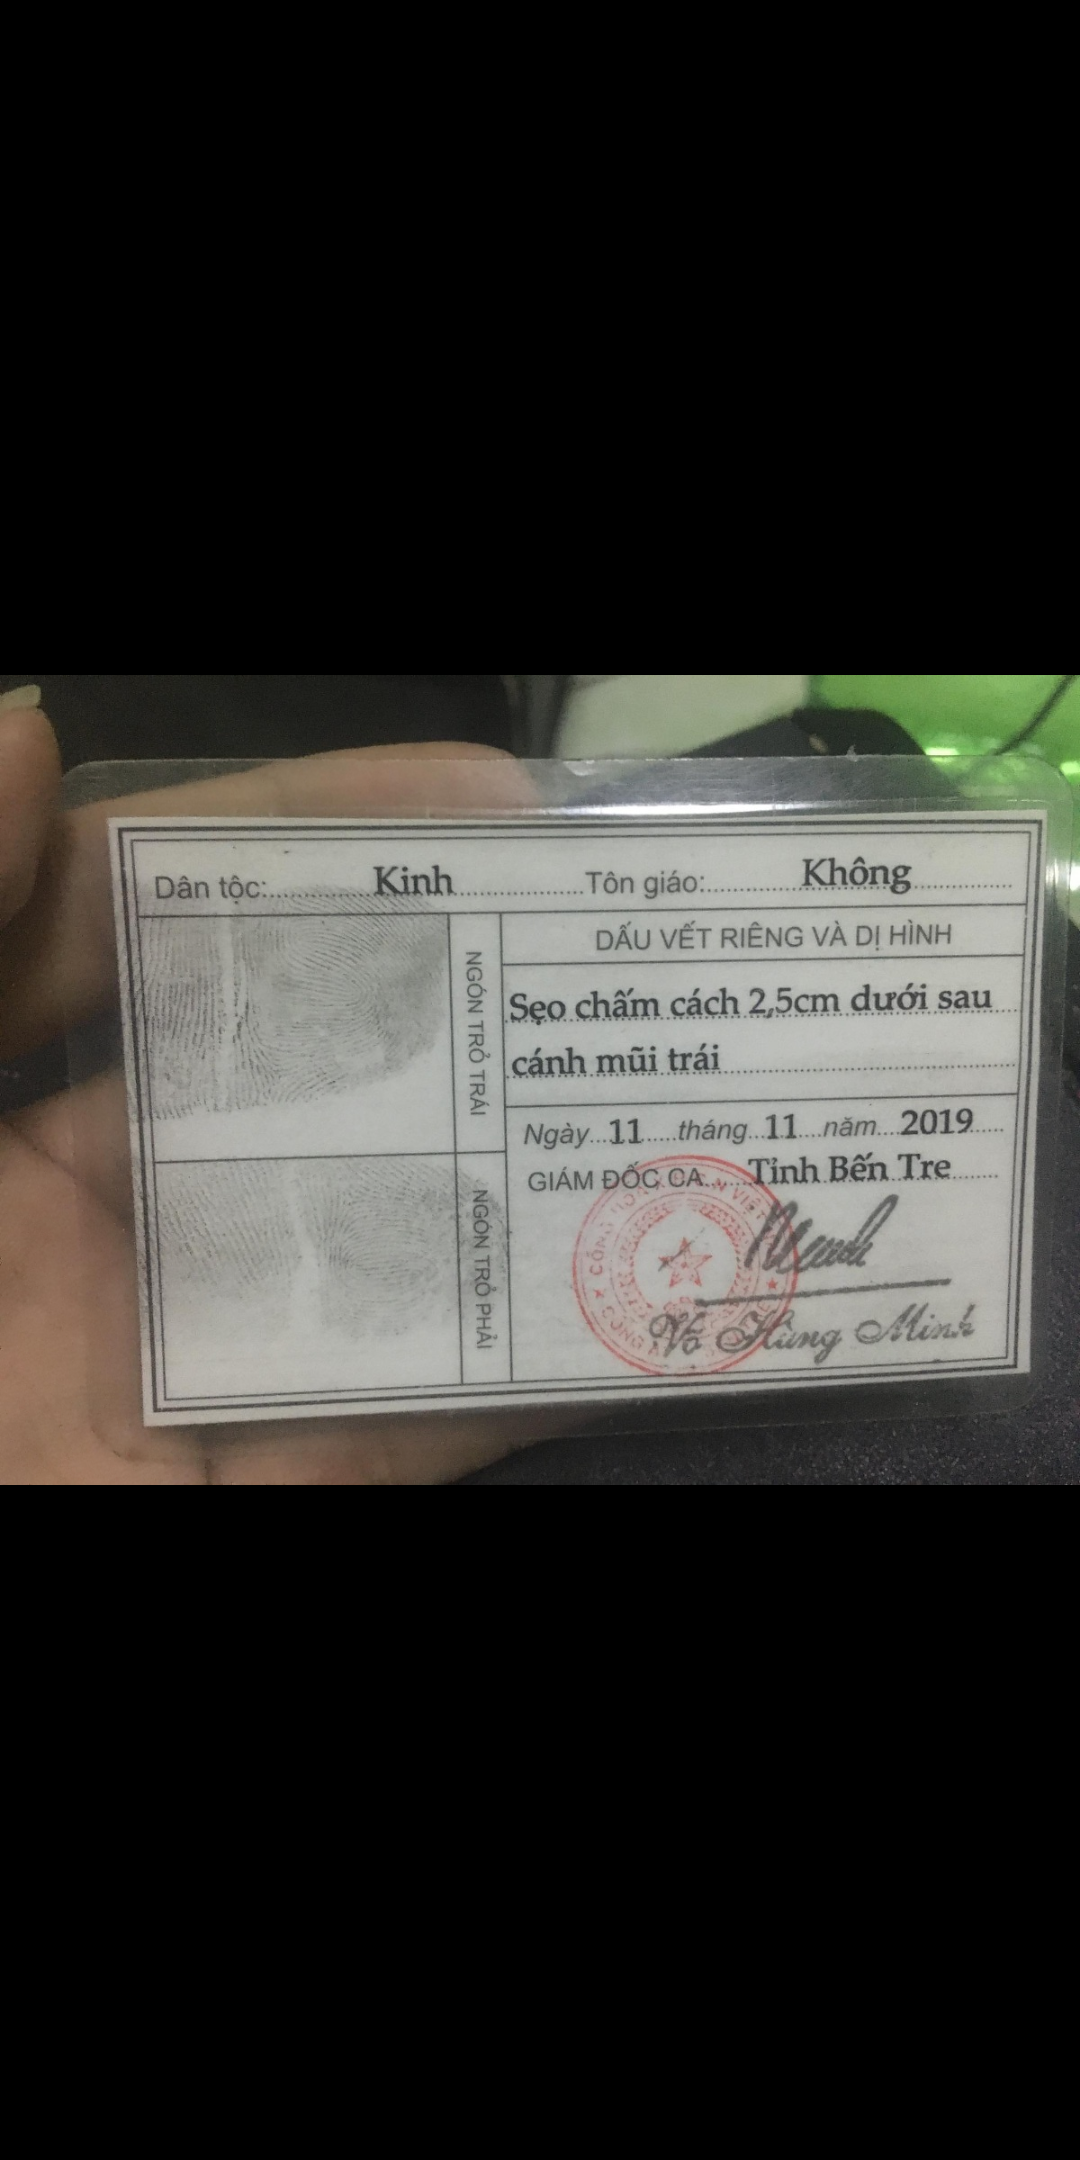 Dân tộc: Kinh Tôn giáo: Không
NGÓN TRỎ TRÁI
DẤU VẾT RIÊNG VÀ DỊ HÌNH
Sẹo chấm cách 2,5cm dưới sau
cánh mũi trái
Ngày 11 tháng 11 năm 2019
GIÁM ĐỐC CA Tỉnh Bến Tre
NGÓN TRỎ PHẢI
Võ Hùng Minh